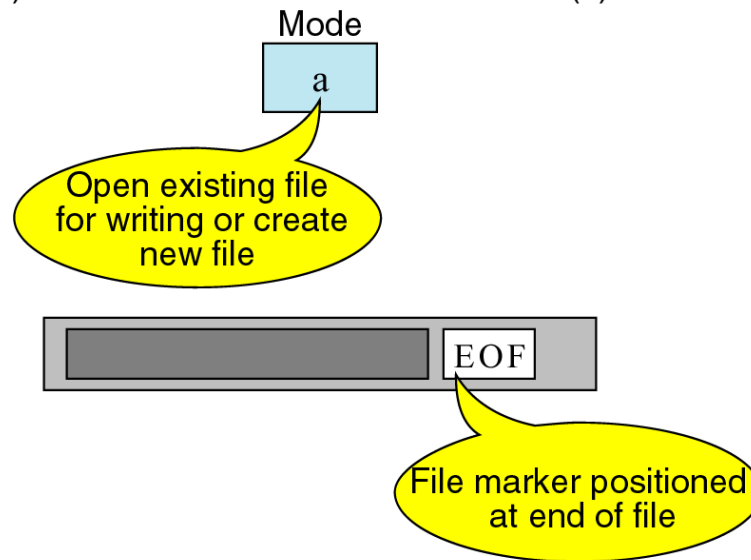 Mode
a
Open existing file
for writing or create
new file
EOF
File marker positioned
at end of file